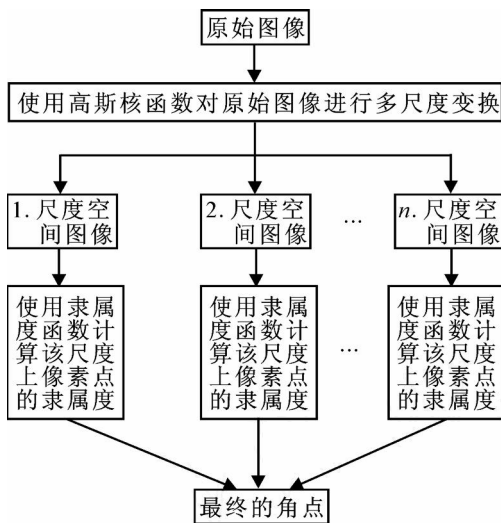 原始图像
使用高斯核函数对原始图像进行多尺度变换
1. 尺度空
间图像
2. 尺度空
间图像
...
n. 尺度空
间图像
使用隶属
度函数计
算该尺度
上像素点
的隶属度
使用隶属
度函数计
算该尺度
上像素点
的隶属度
...
使用隶属
度函数计
算该尺度
上像素点
的隶属度
最终的角点